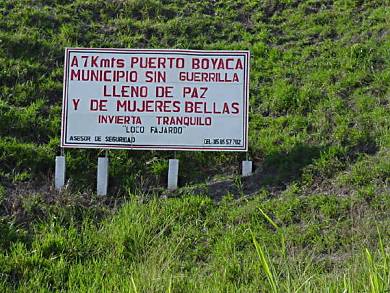 A 7 Kmts PUERTO BOYACA
MUNICIPIO SIN GUERRILLA
LLENO DE PAZ
Y DE MUJERES BELLAS
INVIERTA TRANQUILO
"LOCO FAJARDO"
ASESOR DE SEGURIDAD